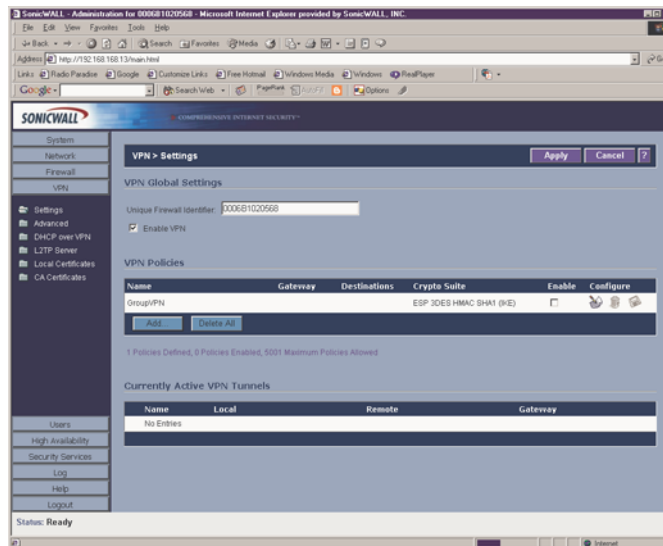 SonicWALL - Administration for 0006B1020568 - Microsoft Internet Explorer provided by SonicWALL, INC.
File Edit View Favorites Tools Help
Back Search Favorites Media
Address http://192.168.168.13/main.html
Links Radio Paradise Google Customize Links Free Hotmail Windows Media Windows RealPlayer
Google Search Web PageRank Options
SONICWALL COMPREHENSIVE INTERNET SECURITY™
System
Network
Firewall
VPN
Settings
Advanced
DHCP over VPN
L2TP Server
Local Certificates
CA Certificates
Users
High Availability
Security Services
Log
Help
Logout
VPN > Settings Apply Cancel ?
VPN Global Settings
Unique Firewall Identifier: 0006B1020568
Enable VPN
VPN Policies
Name Gateway Destinations Crypto Suite Enable Configure
GroupVPN ESP 3DES HMAC SHA1 (IKE)
Add... Delete All
1 Policies Defined, 0 Policies Enabled, 5001 Maximum Policies Allowed
Currently Active VPN Tunnels
Name Local Remote Gateway
No Entries
Status: Ready
Internet